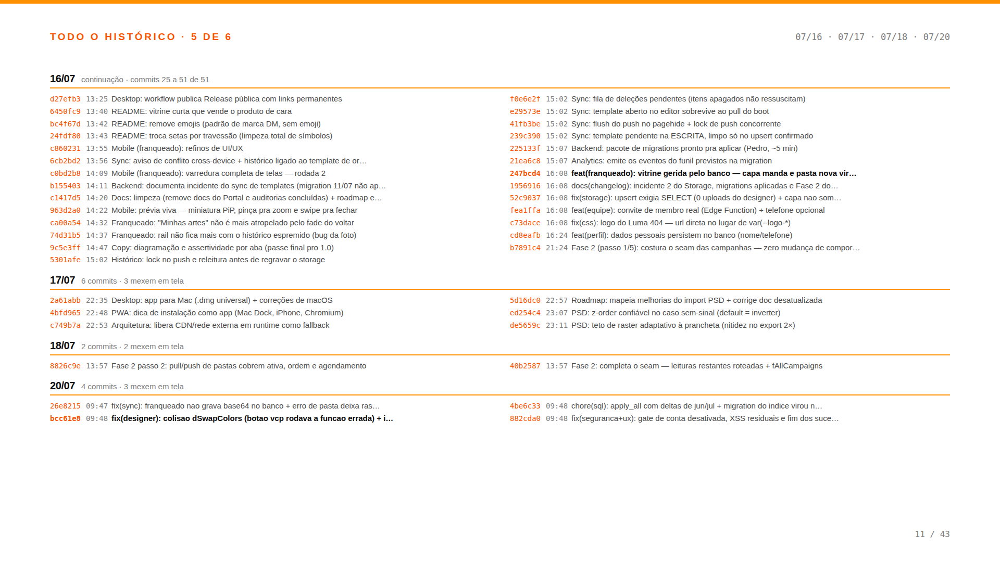 TODO O HISTÓRICO · 5 DE 6
07/16 · 07/17 · 07/18 · 07/20
16/07 continuação · commits 25 a 51 de 51
d27efb3 13:25 Desktop: workflow publica Release pública com links permanentes
6450fc9 13:40 README: vitrine curta que vende o produto de cara
bc4f67d 13:42 README: remove emojis (padrão de marca DM, sem emoji)
24fdf80 13:43 README: troca setas por travessão (limpeza total de símbolos)
c860231 13:55 Mobile (franqueado): refinos de UI/UX
6cb2bd2 13:56 Sync: aviso de conflito cross-device + histórico ligado ao template de or…
c0bd2b8 14:09 Mobile (franqueado): varredura completa de telas — rodada 2
b155403 14:11 Backend: documenta incidente do sync de templates (migration 11/07 não ap…
c1417d5 14:20 Docs: limpeza (remove docs do Portal e auditorias concluídas) + roadmap e…
963d2a0 14:22 Mobile: prévia viva — miniatura PiP, pinça pra zoom e swipe pra fechar
ca00a54 14:32 Franqueado: "Minhas artes" não é mais atropelado pelo fade do voltar
74d31b5 14:37 Franqueado: rail não fica mais com o histórico espremido (bug da foto)
9c5e3ff 14:47 Copy: diagramação e assertividade por aba (passe final pro 1.0)
5301afe 15:02 Histórico: lock no push e releitura antes de regravar o storage
f0e6e2f 15:02 Sync: fila de deleções pendentes (itens apagados não ressuscitam)
e29573e 15:02 Sync: template aberto no editor sobrevive ao pull do boot
41fb3be 15:02 Sync: flush do push no pagehide + lock de push concorrente
239c390 15:02 Sync: template pendente na ESCRITA, limpo só no upsert confirmado
225133f 15:07 Backend: pacote de migrations pronto pra aplicar (Pedro, ~5 min)
21ea6c8 15:07 Analytics: emite os eventos do funil previstos na migration
247bcd4 16:08 feat(franqueado): vitrine gerida pelo banco — capa manda e pasta nova vir…
1956916 16:08 docs(changelog): incidente 2 do Storage, migrations aplicadas e Fase 2 do…
52c9037 16:08 fix(storage): upsert exigia SELECT (0 uploads do designer) + capa nao som…
fea1ffa 16:08 feat(equipe): convite de membro real (Edge Function) + telefone opcional
c73dace 16:08 fix(css): logo do Luma 404 — url direta no lugar de var(--logo-*)
cd8eafb 16:24 feat(perfil): dados pessoais persistem no banco (nome/telefone)
b7891c4 21:24 Fase 2 (passo 1/5): costura o seam das campanhas — zero mudança de compor…
17/07 6 commits · 3 mexem em tela
2a61abb 22:35 Desktop: app para Mac (.dmg universal) + correções de macOS
4bfd965 22:48 PWA: dica de instalação como app (Mac Dock, iPhone, Chromium)
c749b7a 22:53 Arquitetura: libera CDN/rede externa em runtime como fallback
5d16dc0 22:57 Roadmap: mapeia melhorias do import PSD + corrige doc desatualizada
ed254c4 23:07 PSD: z-order confiável no caso sem-sinal (default = inverter)
de5659c 23:11 PSD: teto de raster adaptativo à prancheta (nitidez no export 2×)
18/07 2 commits · 2 mexem em tela
8826c9e 13:57 Fase 2 passo 2: pull/push de pastas cobrem ativa, ordem e agendamento
40b2587 13:57 Fase 2: completa o seam — leituras restantes roteadas + fAllCampaigns
20/07 4 commits · 3 mexem em tela
26e8215 09:47 fix(sync): franqueado nao grava base64 no banco + erro de pasta deixa ras…
bcc61e8 09:48 fix(designer): colisao dSwapColors (botao vcp rodava a funcao errada) + i…
4be6c33 09:48 chore(sql): apply_all com deltas de jun/jul + migration do indice virou n…
882cda0 09:48 fix(seguranca+ux): gate de conta desativada, XSS residuais e fim dos suce…
11 / 43